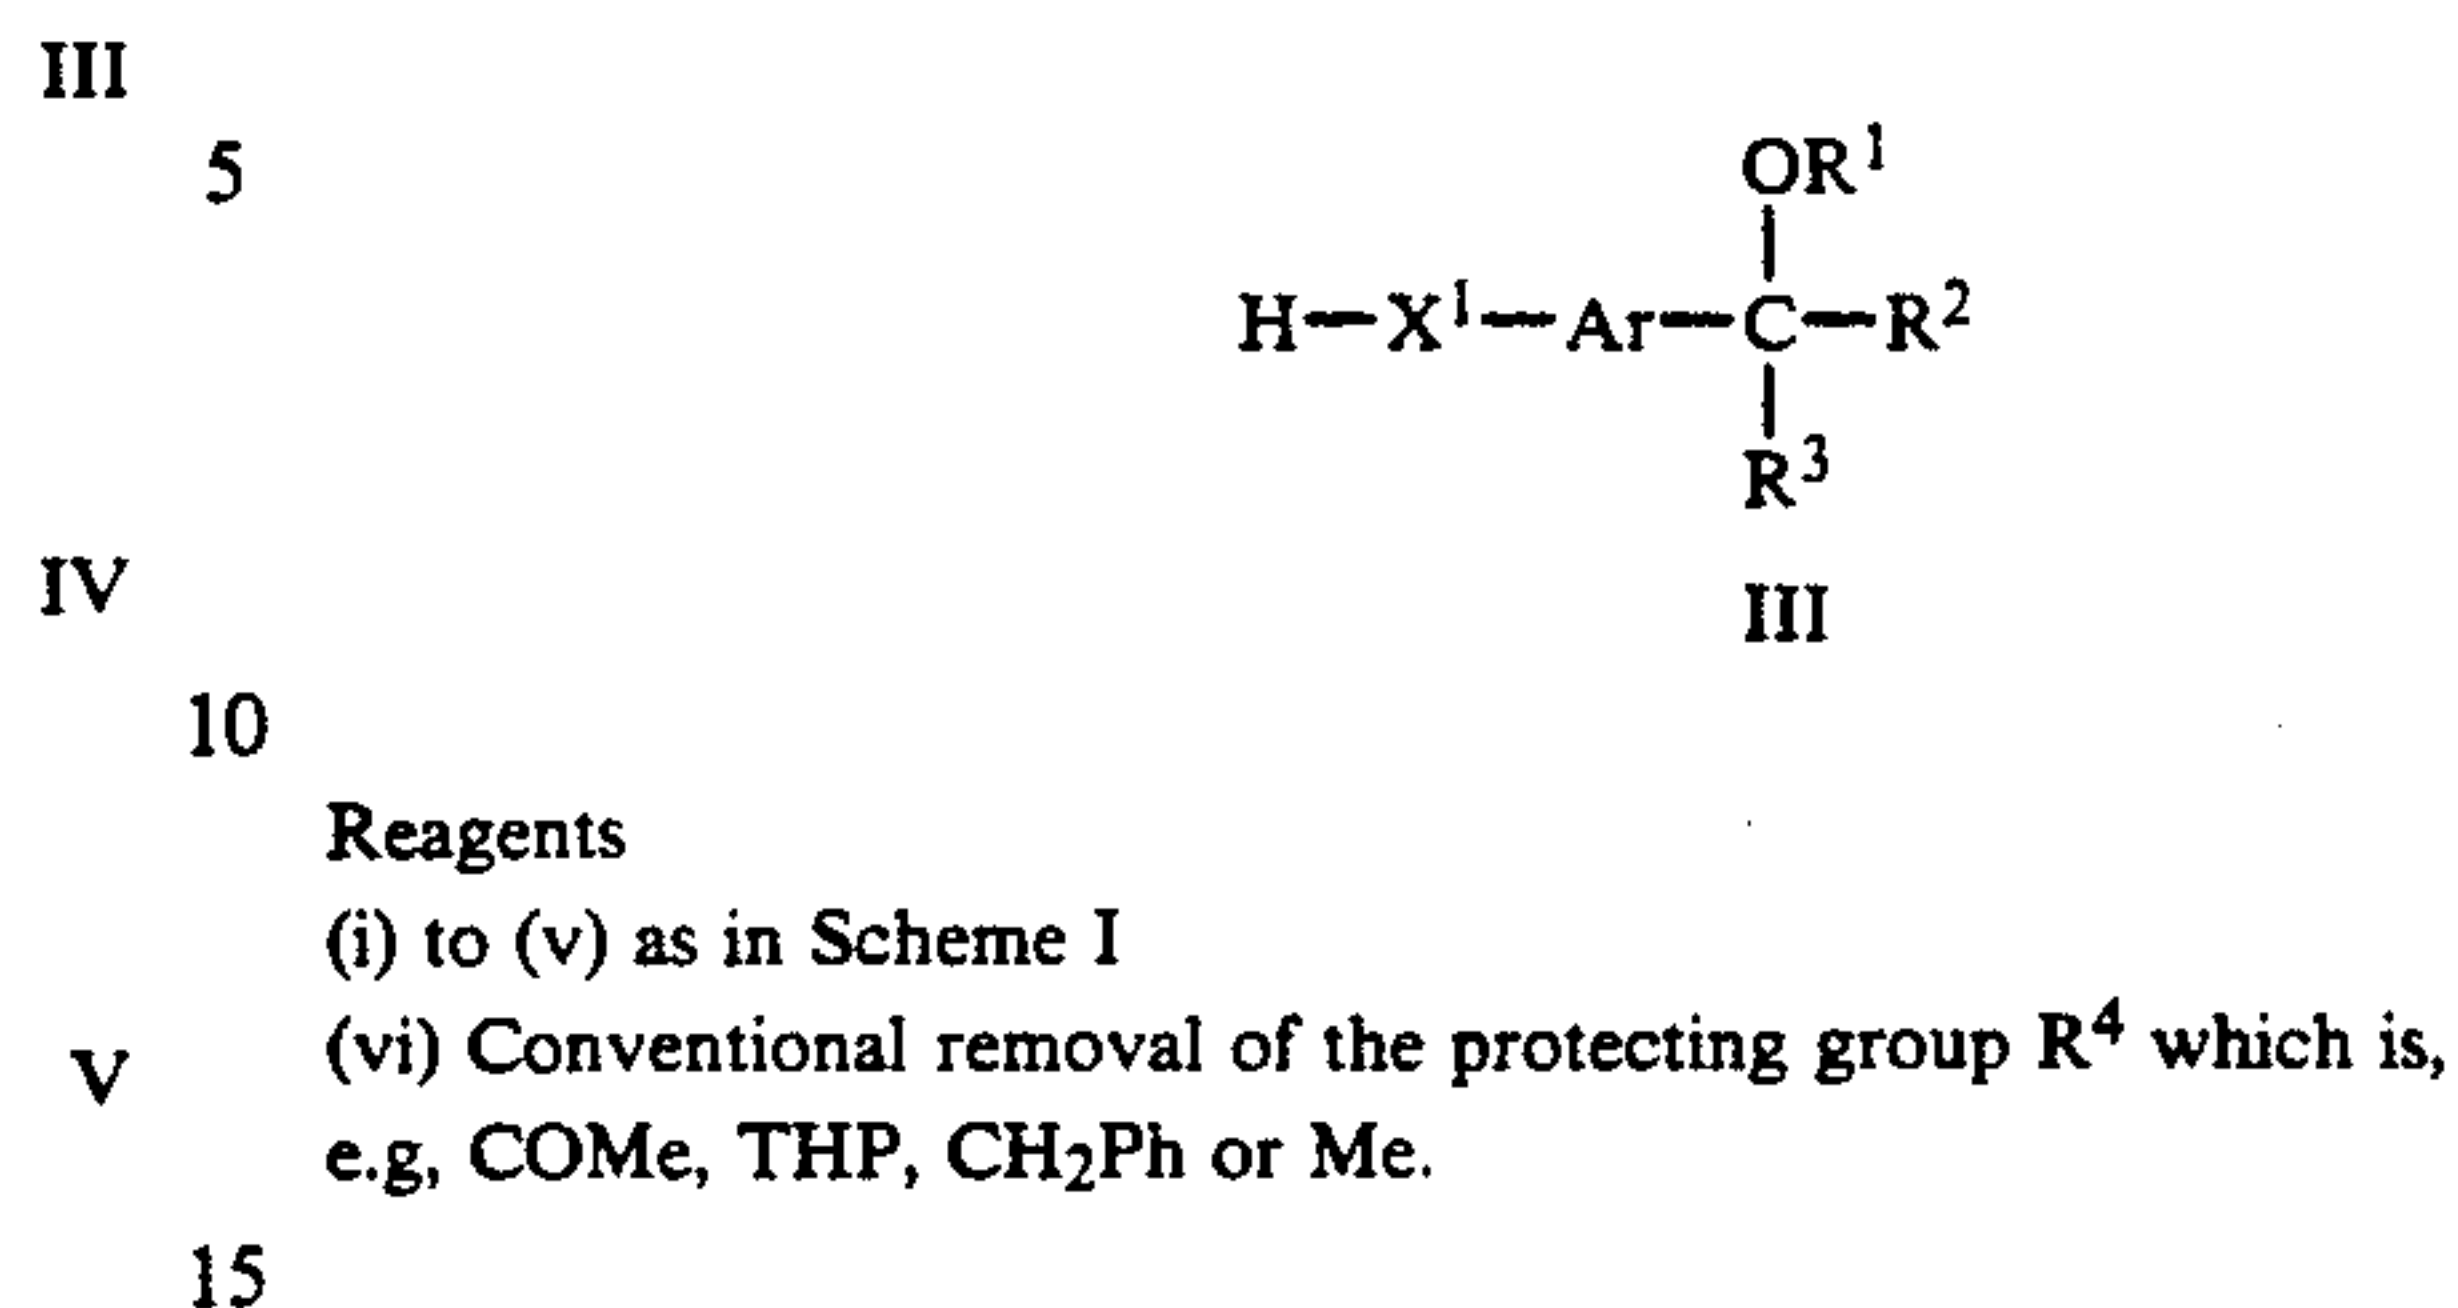 III
5
OR¹
H—X¹—Ar—C—R²
R³
IV
III
10
Reagents
(i) to (v) as in Scheme I
V
(vi) Conventional removal of the protecting group R⁴ which is,
e.g, COMe, THP, CH₂Ph or Me.
15